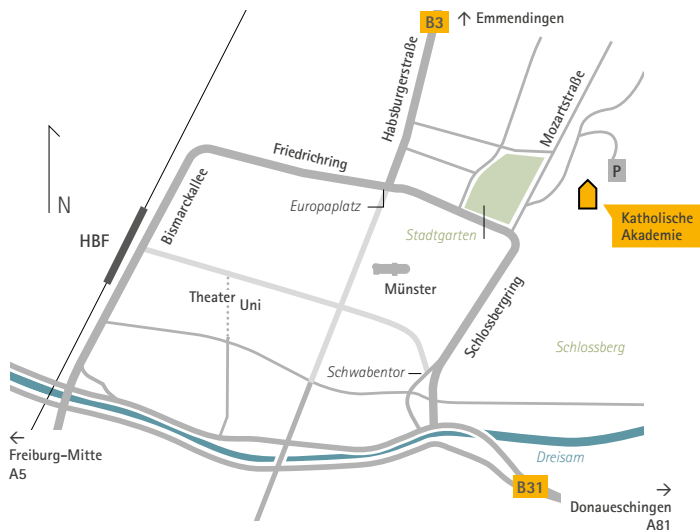 B3
↑ Emmendingen
Habsburgerstraße
Mozartstraße
Friedrichring
P
N
Bismarckallee
Europaplatz
Stadtgarten
Katholische
Akademie
HBF
Münster
Theater
Uni
Schlossbergring
Schlossberg
Schwabentor
←
Freiburg-Mitte
A5
Dreisam
B31
→
Donaueschingen
A81